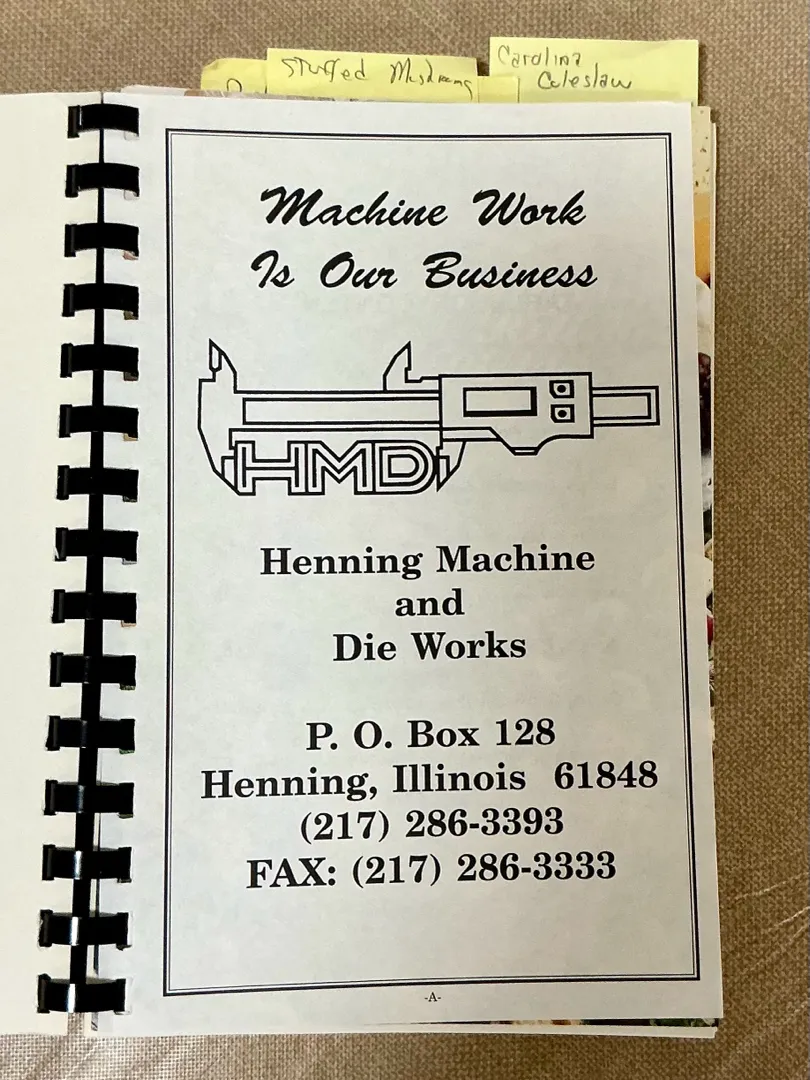 Stuffed Mushrooms
Carolina
Coleslaw
Machine Work
Is Our Business
HMD
Henning Machine
and
Die Works
P. O. Box 128
Henning, Illinois 61848
(217) 286-3393
FAX: (217) 286-3333
-A-